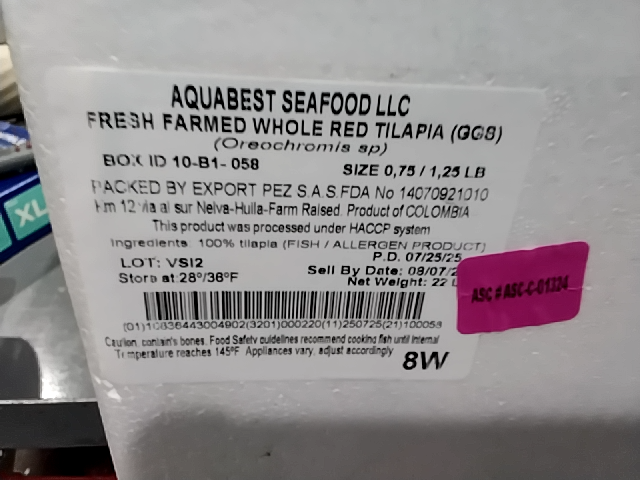 AQUABEST SEAFOOD LLC
FRESH FARMED WHOLE RED TILAPIA (GGS)
(Oreochromis sp)
BOX ID 10-B1- 058
SIZE 0,75 / 1,25 LB
PACKED BY EXPORT PEZ S.A.S.FDA No 14070921010
Km 12 via al sur Neiva-Huila-Farm Raised. Product of COLOMBIA
This product was processed under HACCP system
Ingredients 100% tilapia (FISH / ALLERGEN PRODUCT)
P.D. 07/25/25
LOT: VSI2
Sell By Date: 08/07/2
Store at:28°/38°F
Net Weight: 22 L
(01)10836443004902(3201)000220(11)250725(21)100058
Caution, contain's bones. Food Safety guidelines recommend cooking fish until internal
Temperature reaches 145°F Appliances vary, adjust accordingly
8W
ASC # ASC-C-01324
XL